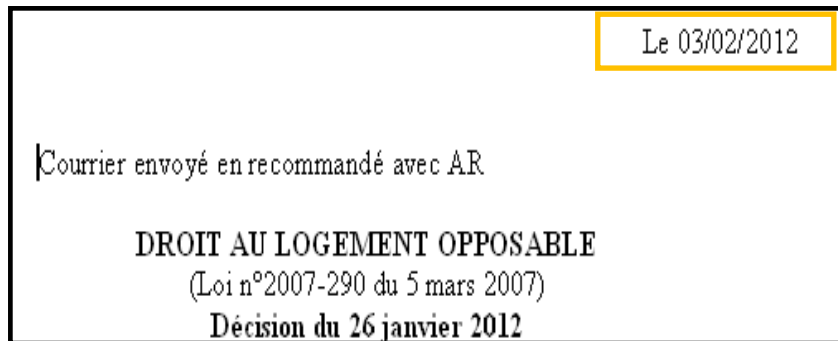 Le 03/02/2012
Courrier envoyé en recommandé avec AR
DROIT AU LOGEMENT OPPOSABLE
(Loi n°2007-290 du 5 mars 2007)
Décision du 26 janvier 2012